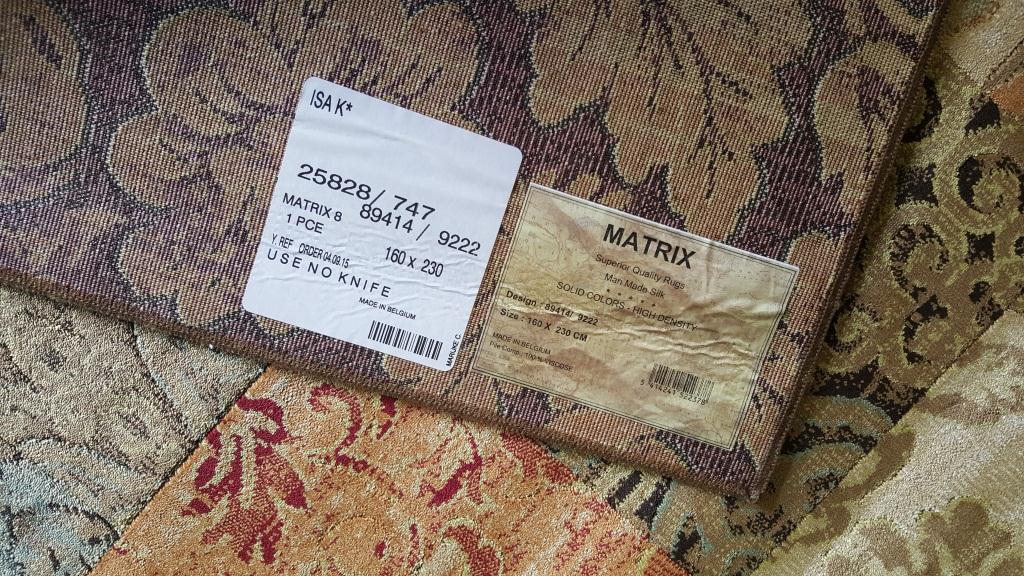 ISA K*
25828/ 747
MATRIX 8 89414 / 9222
1 PCE 160 x 230
Y. REF ORDER 04.09.15
USE NO KNIFE
MADE IN BELGIUM
MARIJKE C.
MATRIX
Superior Quality Rugs
Man Made Silk
SOLID COLORS - HIGH DENSITY
Design : 89414/ 9222
Size : 160 X 230 CM
MADE IN BELGIUM